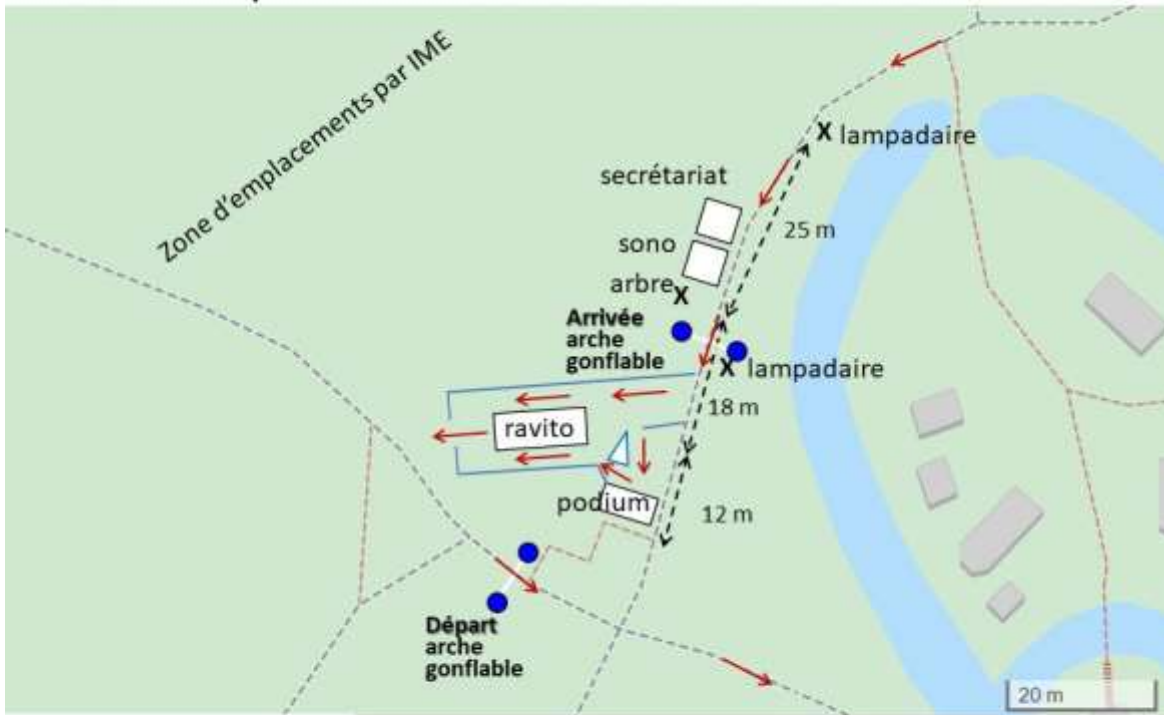 Zone d'emplacements par IME
X lampadaire
secrétariat
25 m
sono
arbre
X
Arrivée
arche
gonflable
X lampadaire
18 m
ravito
podium
12 m
Départ
arche
gonflable
20 m